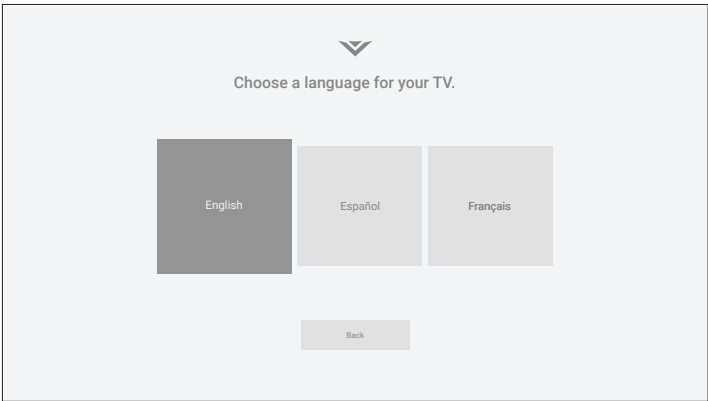 Choose a language for your TV.
English
Español
Français
Back